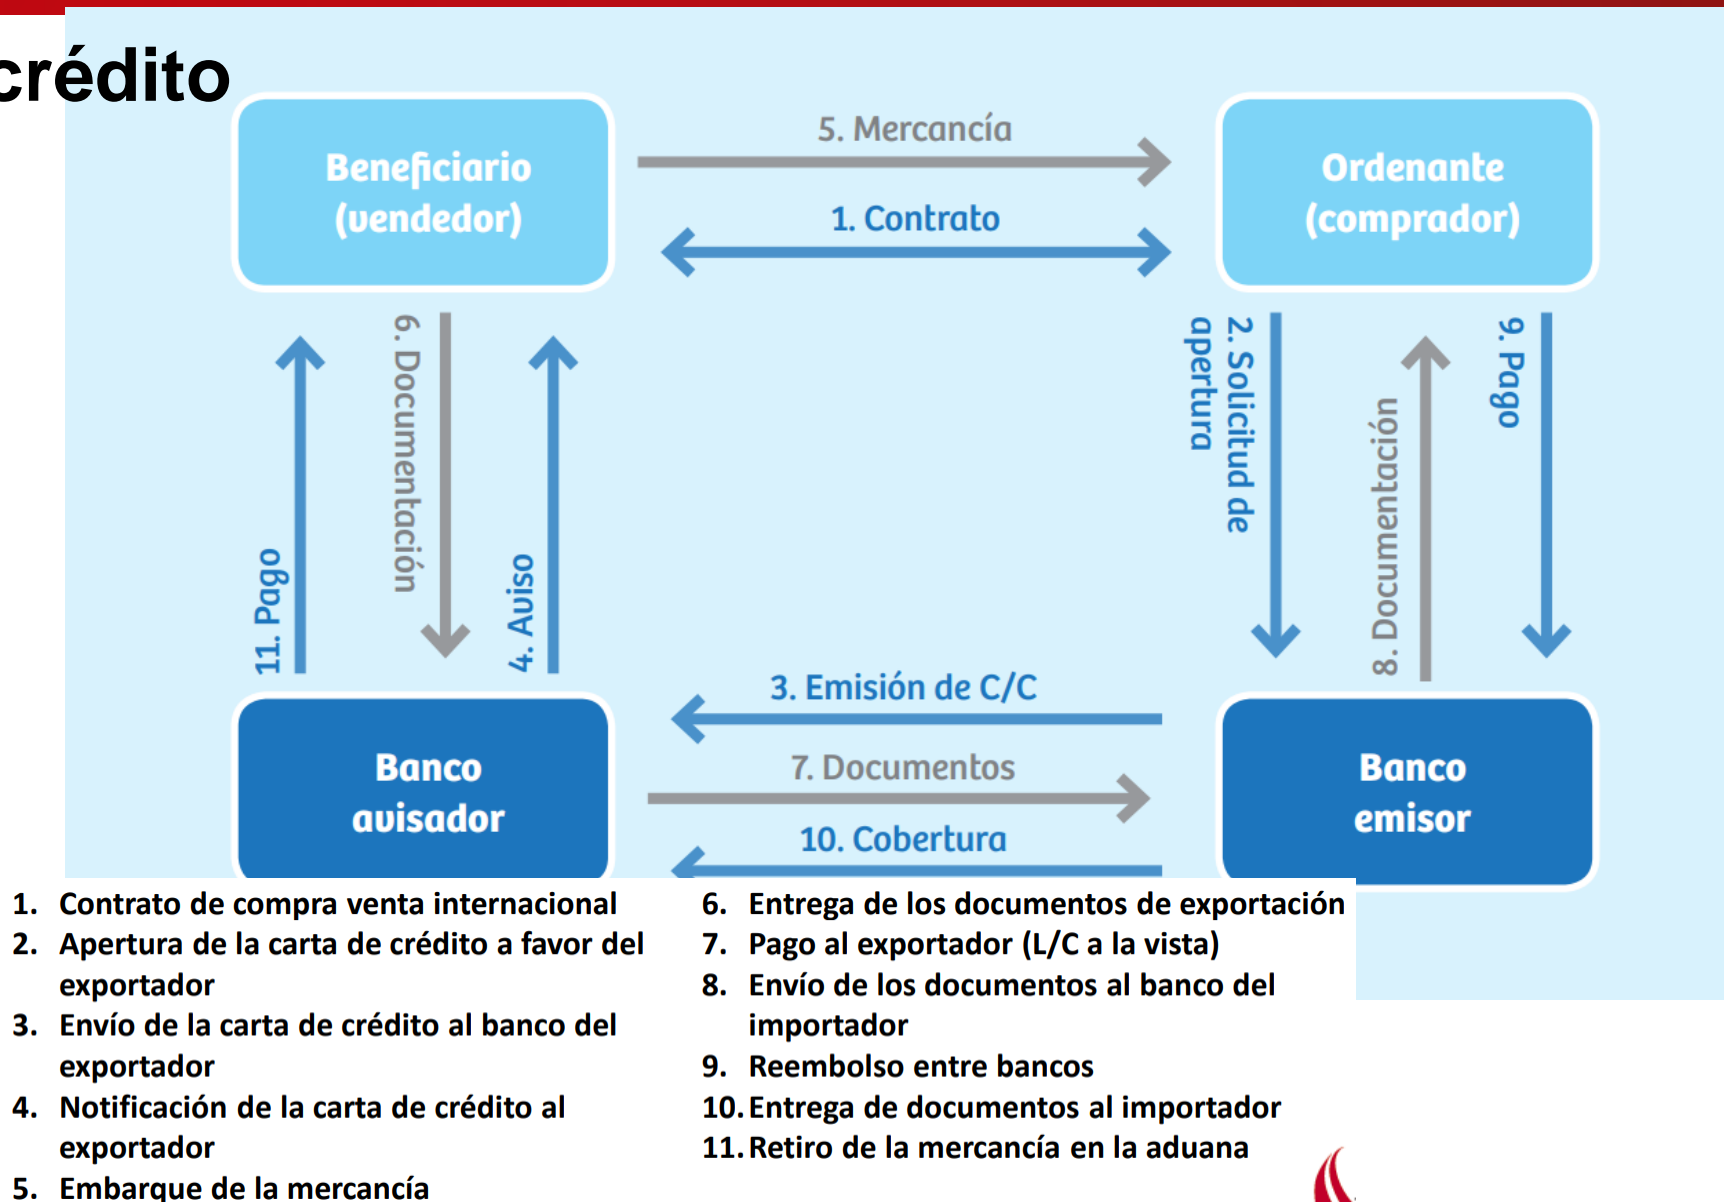 crédito
Beneficiario
(vendedor)
5. Mercancía
1. Contrato
Ordenante
(comprador)
11. Pago
6. Documentación
4. Aviso
2. Solicitud de
apertura
8. Documentación
9. Pago
3. Emisión de C/C
7. Documentos
10. Cobertura
Banco
avisador
Banco
emisor
1. Contrato de compra venta internacional
2. Apertura de la carta de crédito a favor del
exportador
3. Envío de la carta de crédito al banco del
exportador
4. Notificación de la carta de crédito al
exportador
5. Embarque de la mercancía
6. Entrega de los documentos de exportación
7. Pago al exportador (L/C a la vista)
8. Envío de los documentos al banco del
importador
9. Reembolso entre bancos
10. Entrega de documentos al importador
11. Retiro de la mercancía en la aduana